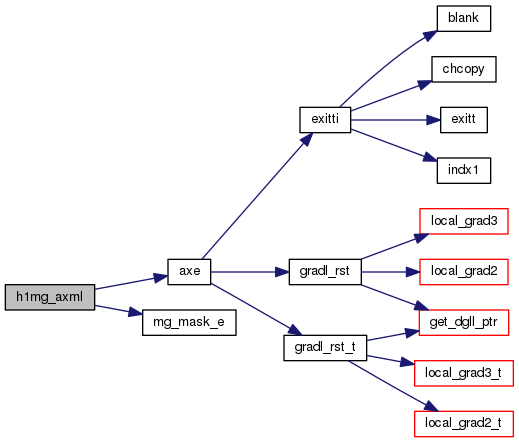 blank
chcopy
exitti
exitt
indx1
local_grad3
axe
gradl_rst
local_grad2
h1mg_axml
mg_mask_e
get_dgll_ptr
gradl_rst_t
local_grad3_t
local_grad2_t